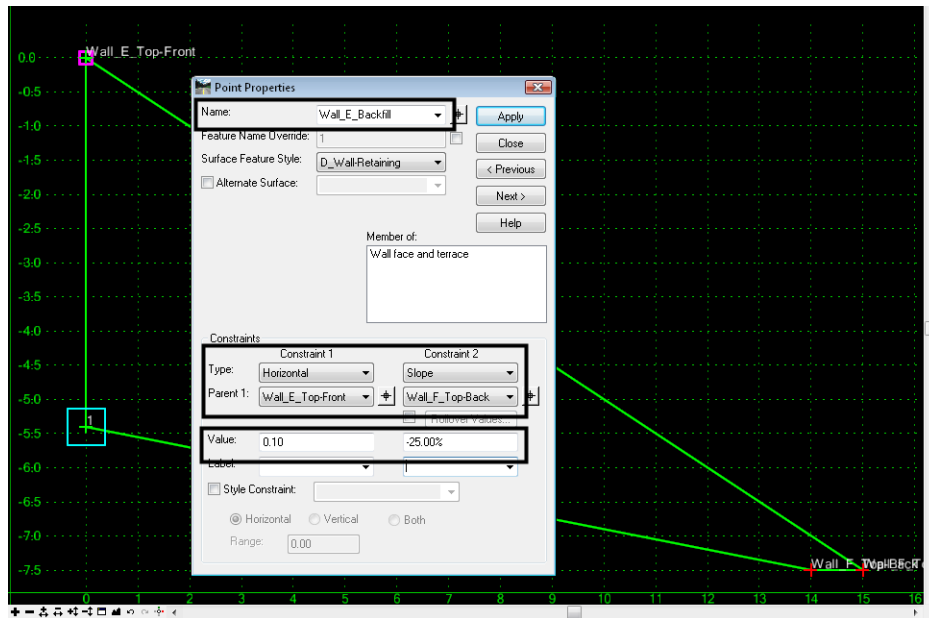 Wall_E_Top-Front
0.0
-0.5
-1.0
-1.5
-2.0
-2.5
-3.0
-3.5
-4.0
-4.5
-5.0
-5.5
-6.0
-6.5
-7.0
-7.5
1
Point Properties
Name: Wall_E_Backfill Apply
Feature Name Override: 1 Close
Surface Feature Style: D_Wall-Retaining < Previous
Alternate Surface: Next >
Help
Member of:
Wall face and terrace
Constraints
Constraint 1 Constraint 2
Type: Horizontal Slope
Parent 1: Wall_E_Top-Front Wall_F_Top-Back
Rollover Values...
Value: 0.10 -25.00%
Label:
Style Constraint:
Horizontal Vertical Both
Range: 0.00
Wall_F_
0 1 2 3 4 5 6 7 8 9 10 11 12 13 14 15 16